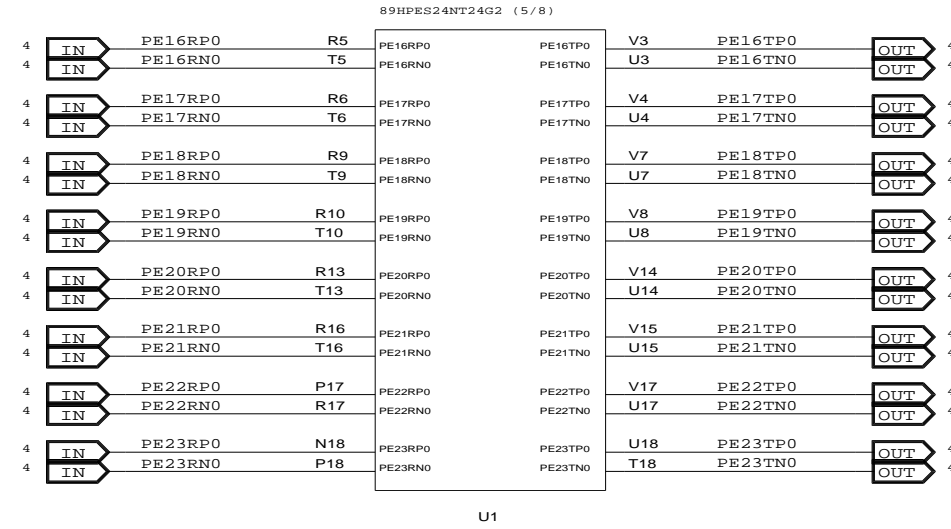 89HPES24NT24G2 (5/8)
4 IN PE16RP0 R5 PE16RP0 PE16TP0 V3 PE16TP0 OUT 4
4 IN PE16RN0 T5 PE16RN0 PE16TN0 U3 PE16TN0 OUT 4
4 IN PE17RP0 R6 PE17RP0 PE17TP0 V4 PE17TP0 OUT 4
4 IN PE17RN0 T6 PE17RN0 PE17TN0 U4 PE17TN0 OUT 4
4 IN PE18RP0 R9 PE18RP0 PE18TP0 V7 PE18TP0 OUT 4
4 IN PE18RN0 T9 PE18RN0 PE18TN0 U7 PE18TN0 OUT 4
4 IN PE19RP0 R10 PE19RP0 PE19TP0 V8 PE19TP0 OUT 4
4 IN PE19RN0 T10 PE19RN0 PE19TN0 U8 PE19TN0 OUT 4
4 IN PE20RP0 R13 PE20RP0 PE20TP0 V14 PE20TP0 OUT 4
4 IN PE20RN0 T13 PE20RN0 PE20TN0 U14 PE20TN0 OUT 4
4 IN PE21RP0 R16 PE21RP0 PE21TP0 V15 PE21TP0 OUT 4
4 IN PE21RN0 T16 PE21RN0 PE21TN0 U15 PE21TN0 OUT 4
4 IN PE22RP0 P17 PE22RP0 PE22TP0 V17 PE22TP0 OUT 4
4 IN PE22RN0 R17 PE22RN0 PE22TN0 U17 PE22TN0 OUT 4
4 IN PE23RP0 N18 PE23RP0 PE23TP0 U18 PE23TP0 OUT 4
4 IN PE23RN0 P18 PE23RN0 PE23TN0 T18 PE23TN0 OUT 4
U1